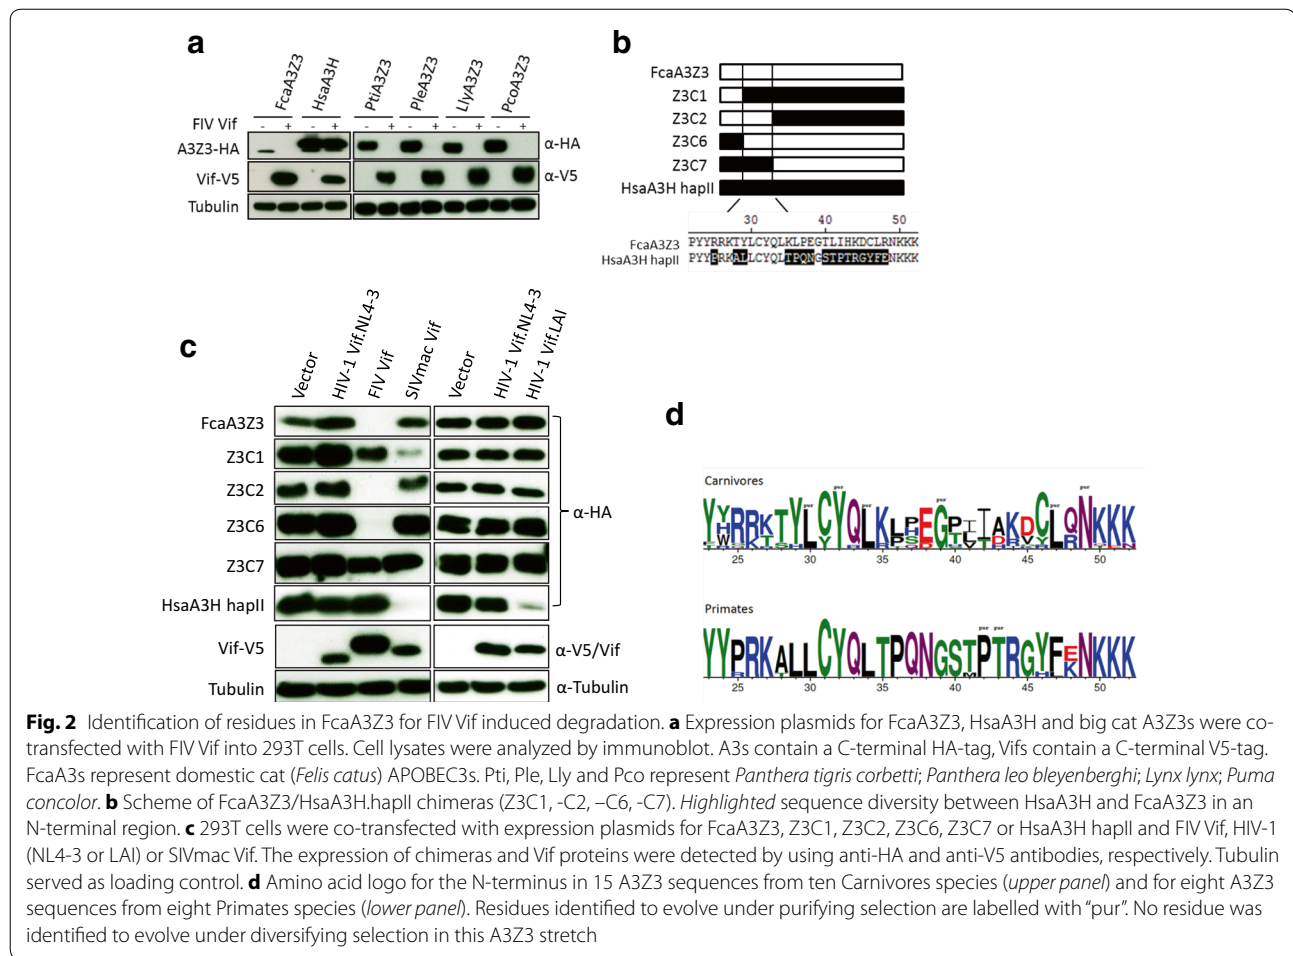 a
FcaA3Z3
HsaA3H
PtiA3Z3
PleA3Z3
LlyA3Z3
PcoA3Z3
FIV Vif - + - + - + - + - + - +
A3Z3-HA α-HA
Vif-V5 α-V5
Tubulin
b
FcaA3Z3
Z3C1
Z3C2
Z3C6
Z3C7
HsaA3H hapII
30 40 50
FcaA3Z3 PYYRRKTYLCYQLKLPEGTLIHKDCLRNKKK
HsaA3H hapII PYYPRKALLCYQLTPQNGSTPTRGYFENKKK
c
Vector
HIV-1 Vif.NL4-3
FIV Vif
SIVmac Vif
Vector
HIV-1 Vif.NL4-3
HIV-1 Vif.LAI
FcaA3Z3
Z3C1
Z3C2
Z3C6
Z3C7
HsaA3H hapII
α-HA
Vif-V5 α-V5/Vif
Tubulin α-Tubulin
d
Carnivores
pur pur pur pur pur
25 30 35 40 45 50
Primates
pur pur
YYPRKALLCYQLTPQNGSTPTRGYFENKKK
25 30 35 40 45 50
Fig. 2 Identification of residues in FcaA3Z3 for FIV Vif induced degradation. a Expression plasmids for FcaA3Z3, HsaA3H and big cat A3Z3s were co-
transfected with FIV Vif into 293T cells. Cell lysates were analyzed by immunoblot. A3s contain a C-terminal HA-tag, Vifs contain a C-terminal V5-tag.
FcaA3s represent domestic cat (Felis catus) APOBEC3s. Pti, Ple, Lly and Pco represent Panthera tigris corbetti; Panthera leo bleyenberghi; Lynx lynx; Puma
concolor. b Scheme of FcaA3Z3/HsaA3H.hapII chimeras (Z3C1, -C2, –C6, -C7). Highlighted sequence diversity between HsaA3H and FcaA3Z3 in an
N-terminal region. c 293T cells were co-transfected with expression plasmids for FcaA3Z3, Z3C1, Z3C2, Z3C6, Z3C7 or HsaA3H hapII and FIV Vif, HIV-1
(NL4-3 or LAI) or SIVmac Vif. The expression of chimeras and Vif proteins were detected by using anti-HA and anti-V5 antibodies, respectively. Tubulin
served as loading control. d Amino acid logo for the N-terminus in 15 A3Z3 sequences from ten Carnivores species (upper panel) and for eight A3Z3
sequences from eight Primates species (lower panel). Residues identified to evolve under purifying selection are labelled with “pur”. No residue was
identified to evolve under diversifying selection in this A3Z3 stretch